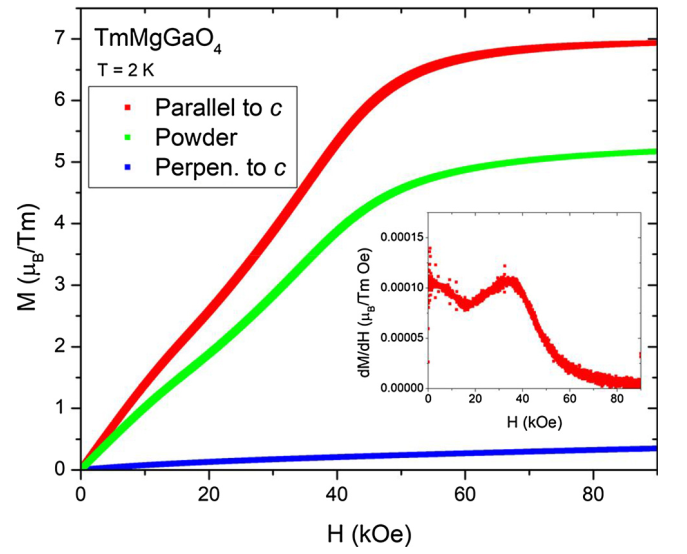 TmMgGaO₄
T = 2 K
Parallel to c
Powder
Perpen. to c
M (μ_B/Tm)
7
6
5
4
3
2
1
0
0 20 40 60 80
H (kOe)
dM/dH (μ_B/Tm Oe)
0.00015
0.00010
0.00005
0.00000
0 20 40 60 80
H (kOe)